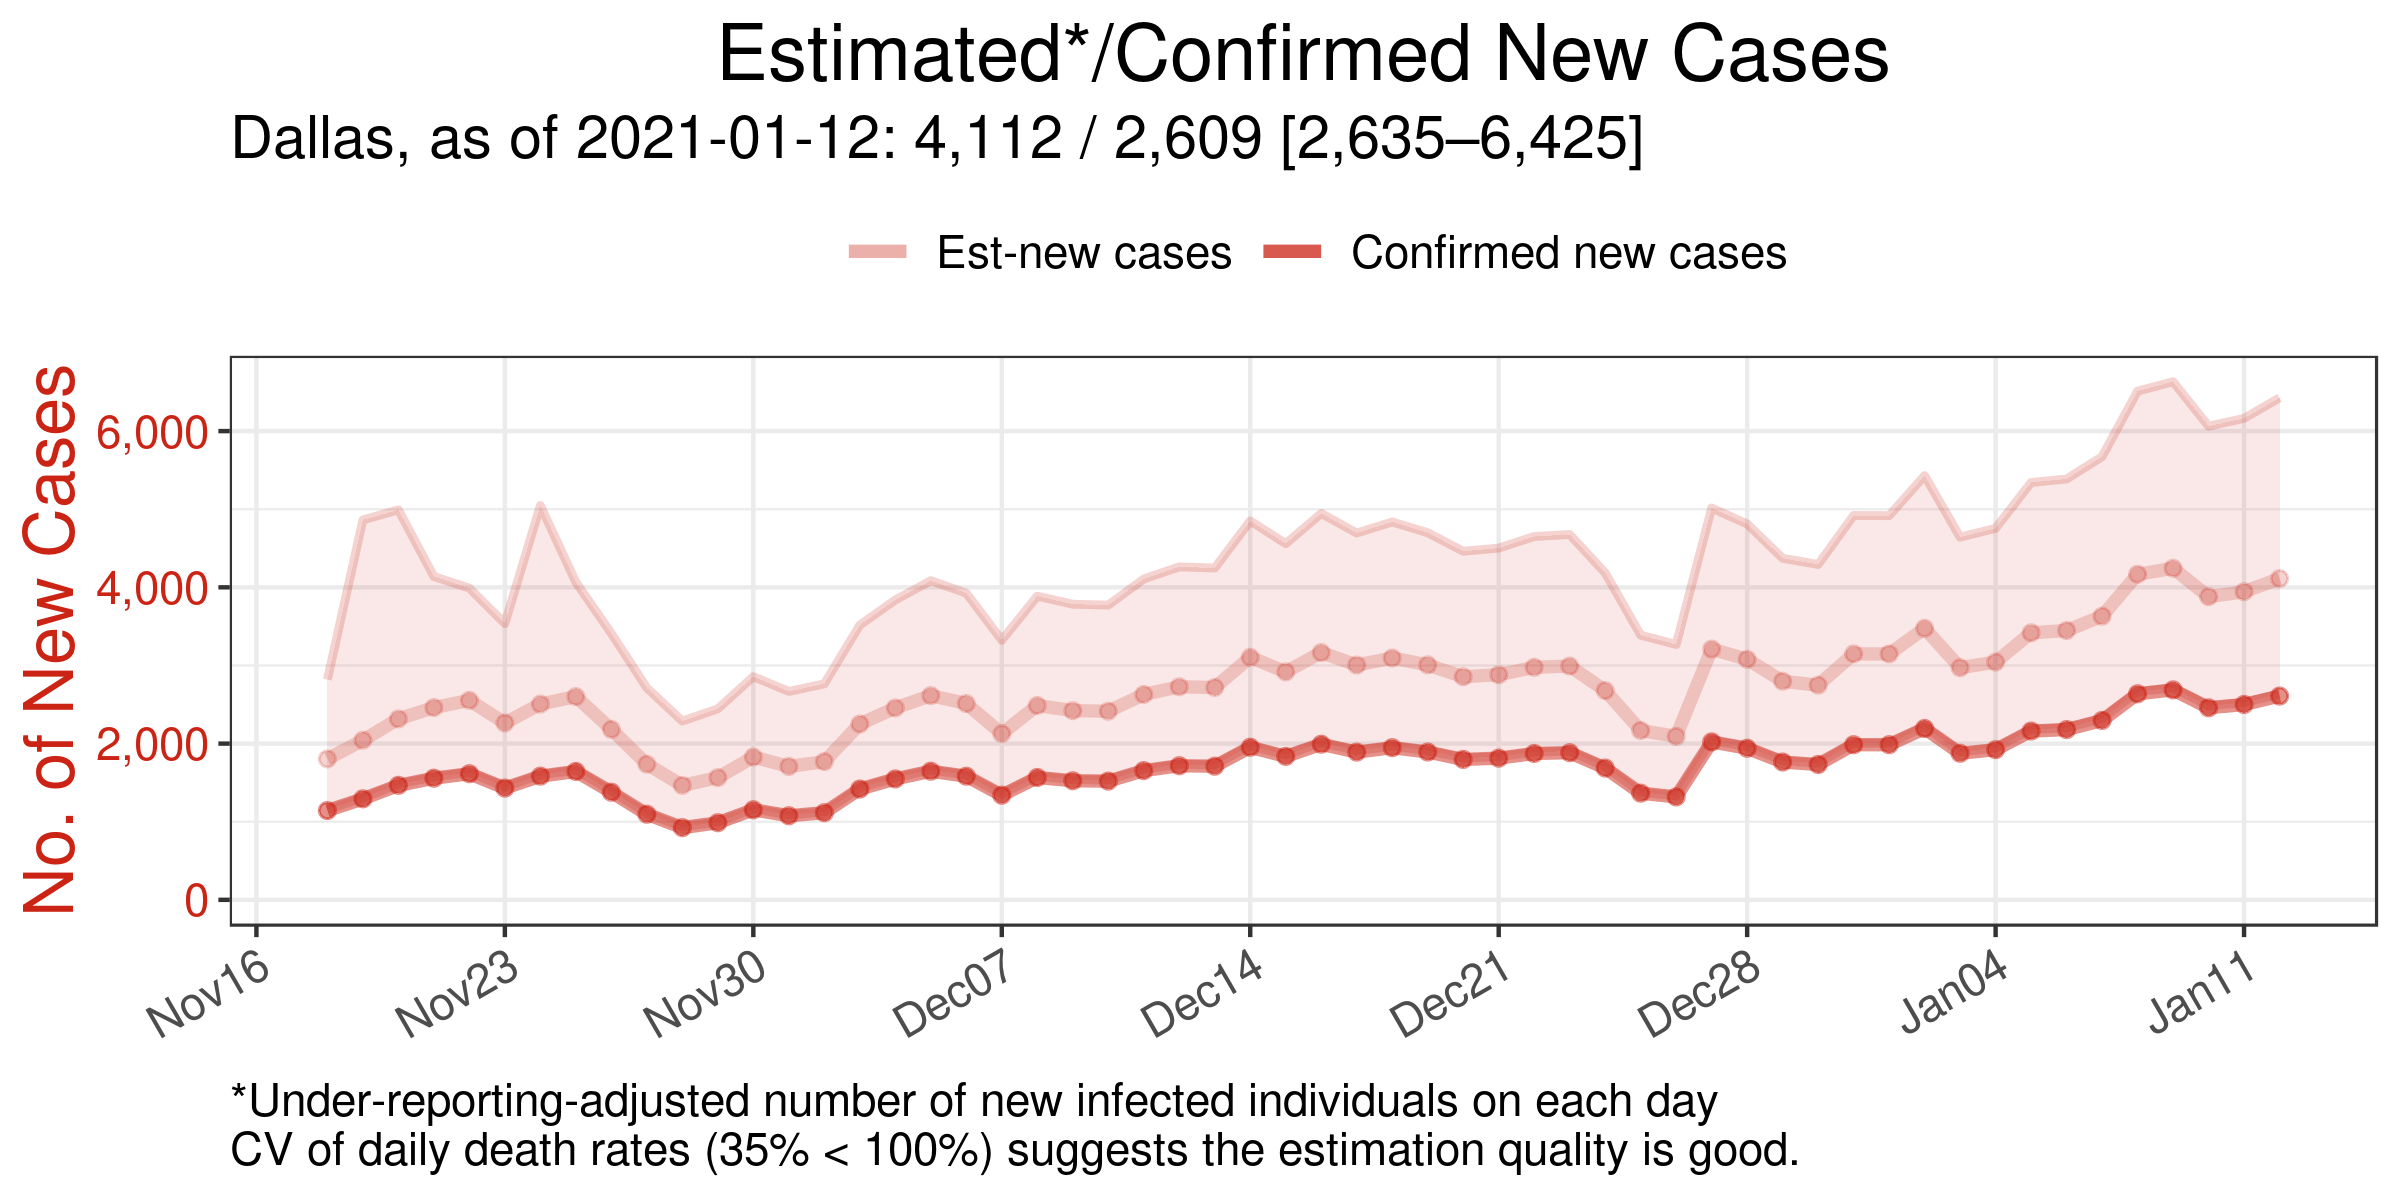 Estimated*/Confirmed New Cases
Dallas, as of 2021-01-12: 4,112 / 2,609 [2,635–6,425]
Est-new cases Confirmed new cases
No. of New Cases
6,000
4,000
2,000
0
Nov16 Nov23 Nov30 Dec07 Dec14 Dec21 Dec28 Jan04 Jan11
*Under-reporting-adjusted number of new infected individuals on each day
CV of daily death rates (35% < 100%) suggests the estimation quality is good.